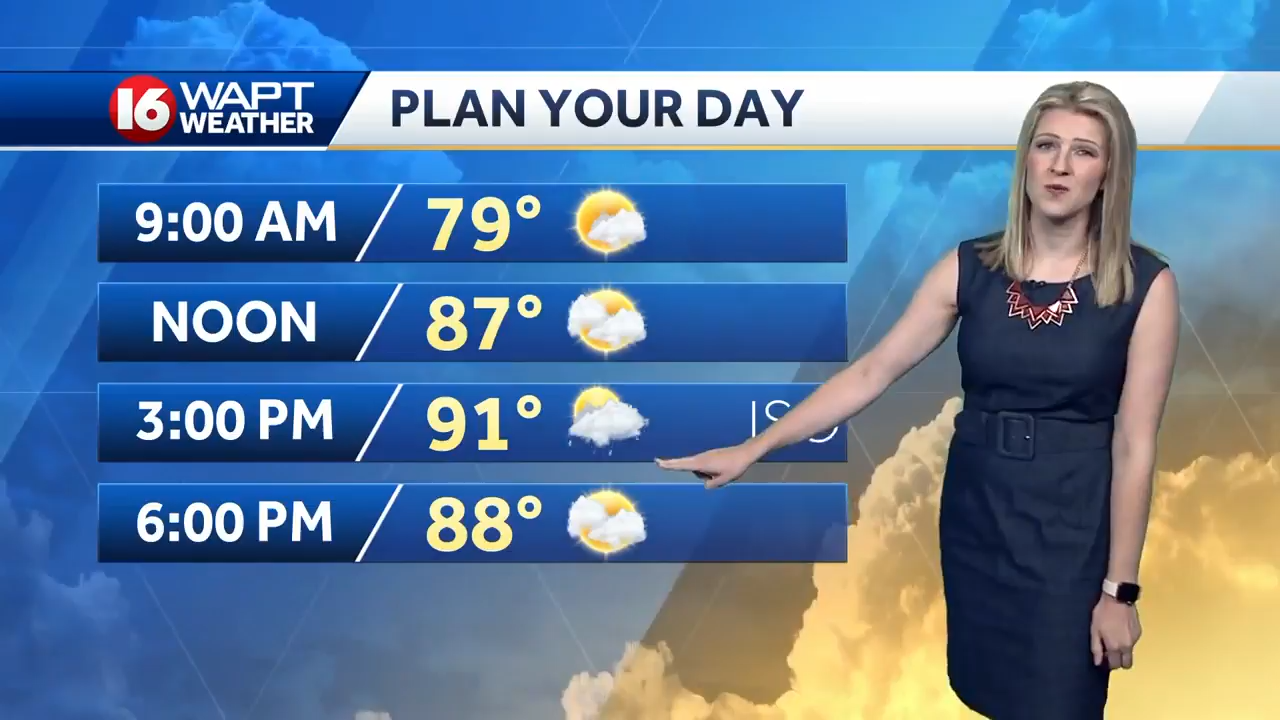 16 WAPT
WEATHER
PLAN YOUR DAY
9:00 AM 79°
NOON 87°
3:00 PM 91°
6:00 PM 88°